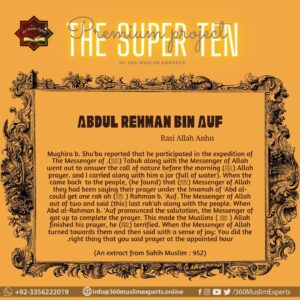 Premium project
THE SUPER TEN
OF 360 MUSLIM EXPERTS
ABDUL REHMAN BIN AUF
Razi Allah Anhn
Mughira b. Shu'ba reported that he participated in the expedition of
The Messenger of (ﷺ). Tabuk along with the Messenger of Allah
went out to answer the call of nature before the morning (ﷺ) Allah
prayer, and I carried along with him a jar (full of water). When he
came back to the people, (he found) that (ﷺ) Messenger of Allah
they had been saying their prayer under the Imamah of 'Abd al-
could get one rak ah (ﷺ) Rahman b. 'Auf. The Messenger of Allah
out of two and said (this) last rak'ah along with the people. When
Abd al-Rahman b. 'Auf pronounced the salutation, the Messenger of
got up to complete the prayer. This made the Muslims (ﷺ) Allah
finished his prayer, he (ﷺ) terrified. When the Messenger of Allah
turned towards them and then said with a sense of joy: You did the
right thing that you said prayer at the appointed hour
(An extract from Sahih Muslim : 952)
+92-3356222019
info@360muslimexperts.online
/360muslimexperts